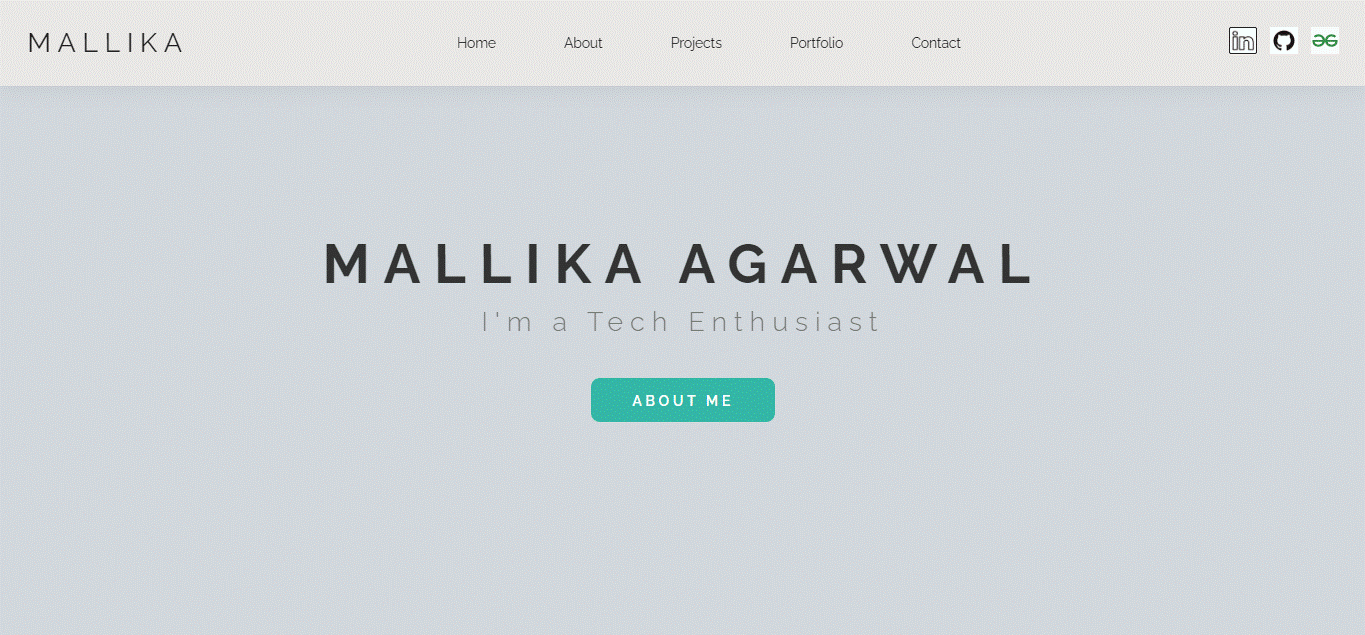 MALLIKA
Home About Projects Portfolio Contact
in
MALLIKA AGARWAL
I'm a Tech Enthusiast
ABOUT ME